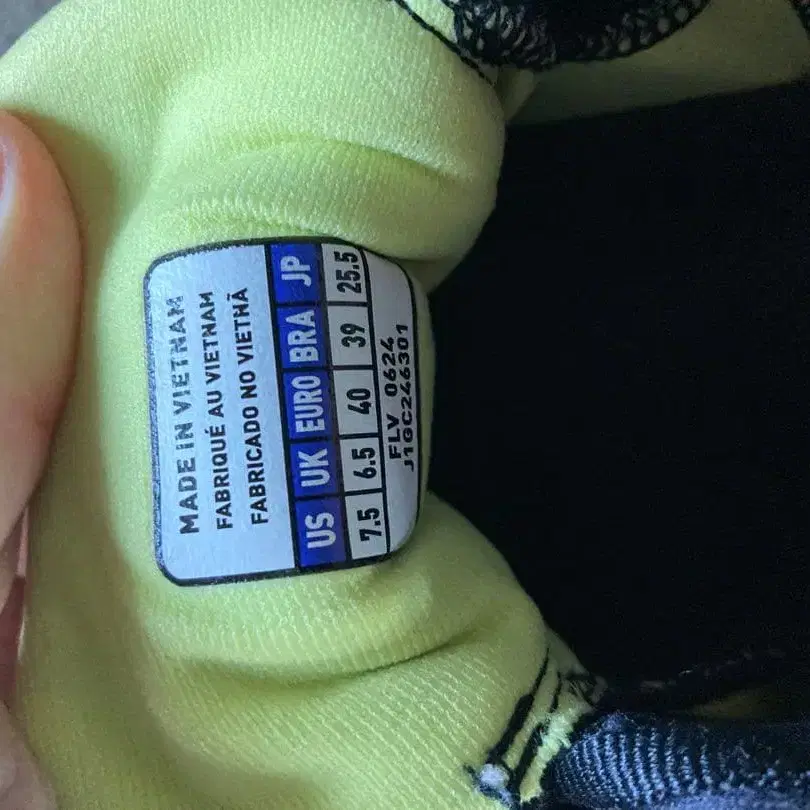 MADE IN VIETNAM
FABRIQUÉ AU VIETNAM
FABRICADO NO VIETNÃ
US UK EURO BRA JP
7.5 6.5 40 39 25.5
FLV 0624
J1GC246301